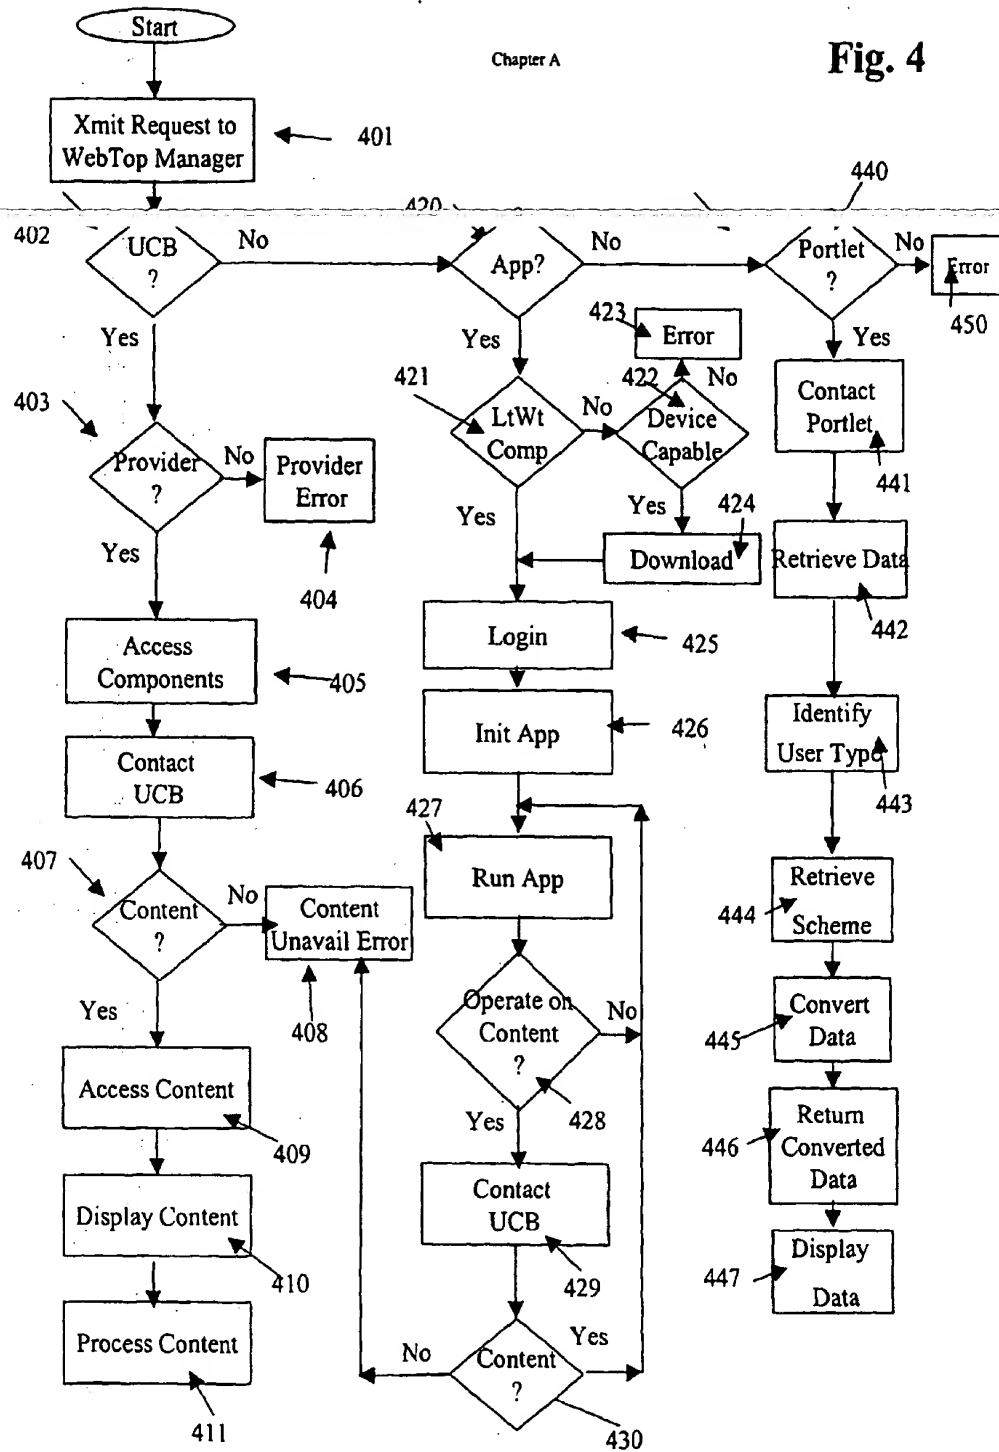 Start
Chapter A
Fig. 4
Xmit Request to
WebTop Manager
401
402
UCB
?
No
420
App?
No
440
Portlet
?
No
Error
450
Yes
403
Provider
?
No
Provider
Error
404
Yes
Access
Components
405
Contact
UCB
406
407
Content
?
No
Content
Unavail Error
408
Yes
Access Content
409
Display Content
410
Process Content
411
Yes
421
LtWt
Comp
No
422
Device
Capable
No
423
Error
Yes
424
Download
Yes
Login
425
Init App
426
427
Run App
Operate on
Content
?
No
428
Yes
Contact
UCB
429
Content
?
No
Yes
430
Yes
Contact
Portlet
441
Retrieve Data
442
Identify
User Type
443
Retrieve
Scheme
444
Convert
Data
445
Return
Converted
Data
446
Display
Data
447